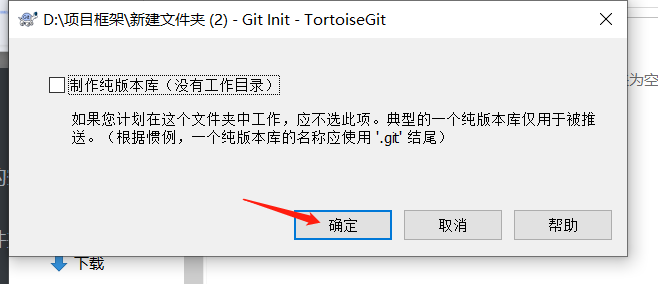 D:\项目框架\新建文件夹 (2) - Git Init - TortoiseGit
制作纯版本库（没有工作目录）
为空
如果您计划在这个文件夹中工作，应不选此项。典型的一个纯版本库仅用于被推
送。（根据惯例，一个纯版本库的名称应使用 '.git' 结尾）
确定
取消
帮助
下载